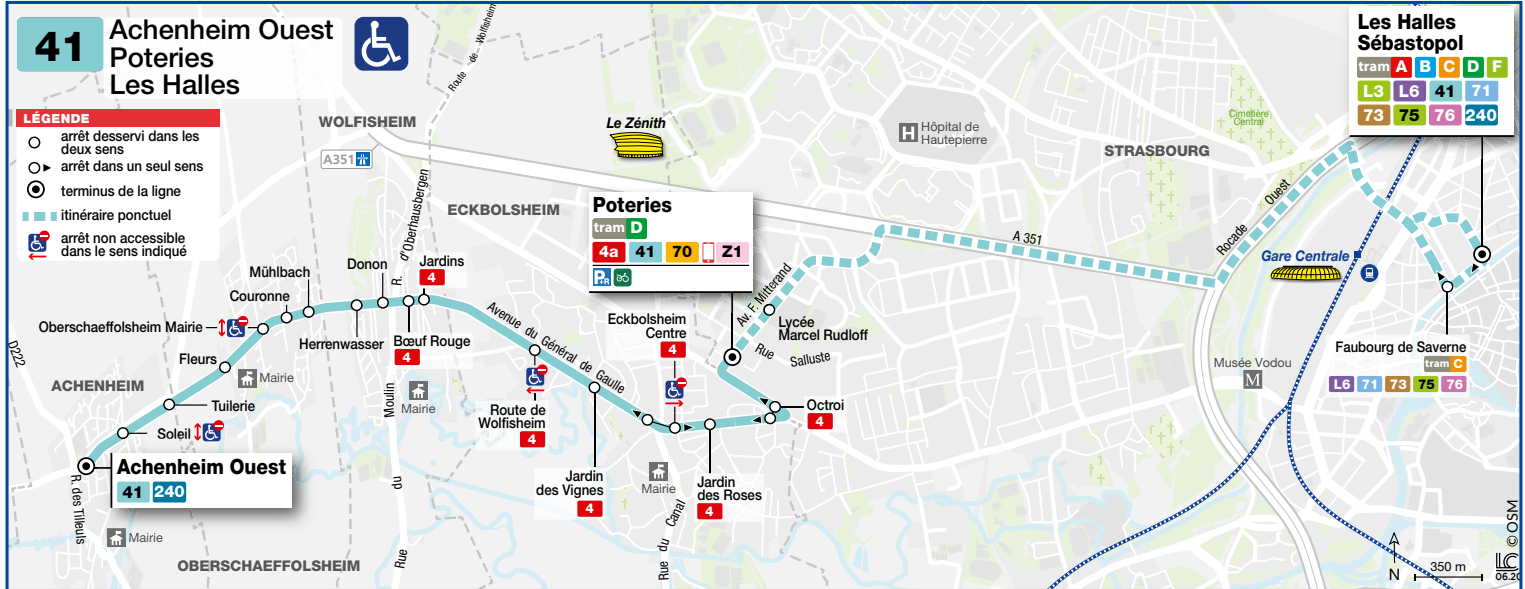 41
Achenheim Ouest
Poteries
Les Halles
LÉGENDE
arrêt desservi dans les
deux sens
arrêt dans un seul sens
terminus de la ligne
itinéraire ponctuel
arrêt non accessible
dans le sens indiqué
Les Halles
Sébastopol
tram A B C D F
L3 L6 41 71
73 75 76 240
Route de Wolfisheim
WOLFISHEIM
A351
Le Zénith
H Hôpital de
Hautepierre
Cimetière
Central
STRASBOURG
ECKBOLSHEIM
R. d'Oberhausbergen
Poteries
tram D
4a 41 70 Z1
P+R
A 351
Rocade Ouest
Gare Centrale
Mühlbach
Couronne
Oberschaeffolsheim Mairie
Donon
Jardins
4
Herrenwasser
Bœuf Rouge
4
Avenue du Général de Gaulle
Eckbolsheim
Centre
4
Av. F. Mitterand
Lycée
Marcel Rudloff
Rue Salluste
D222
Fleurs
Mairie
ACHENHEIM
Tuilerie
Soleil
Moulin
Mairie
Route de
Wolfisheim
4
Octroi
4
Musée Vodou
M
Faubourg de Saverne
tram C
L6 71 73 75 76
Achenheim Ouest
41 240
R. des Tilleuls
Mairie
OBERSCHAEFFOLSHEIM
Rue du
Jardin
des Vignes
4
Mairie
Jardin
des Roses
4
Rue du Canal
N
350 m
© OSM
LC
06.20